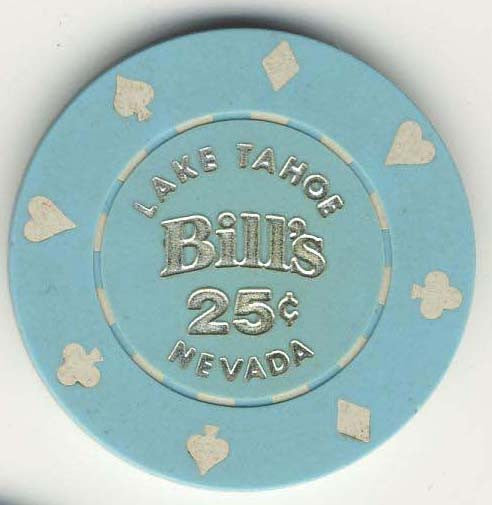 LAKE TAHOE
Bill's
25¢
NEVADA